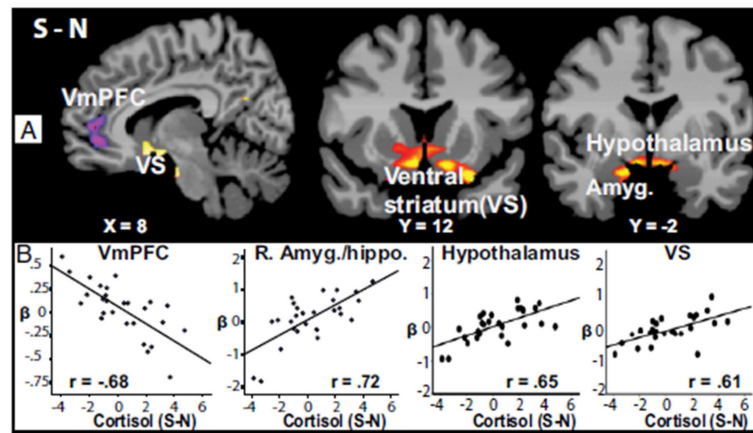 S - N
A
VmPFC
VS
X = 8
Ventral
striatum(VS)
Y = 12
Hypothalamus
Amyg.
Y = -2
B
VmPFC
.5
.25
0
-.25
-.75
β
r = -.68
-4 -2 0 2 4 6
Cortisol (S-N)
R. Amyg./hippo.
2
1
0
-1
-2
β
r = .72
-4 -2 0 2 4 6
Cortisol (S-N)
Hypothalamus
2
1
0
-1
-2
β
r = .65
-4 -2 0 2 4 6
Cortisol (S-N)
VS
2
1
0
-1
-2
β
r = .61
-4 -2 0 2 4 6
Cortisol (S-N)